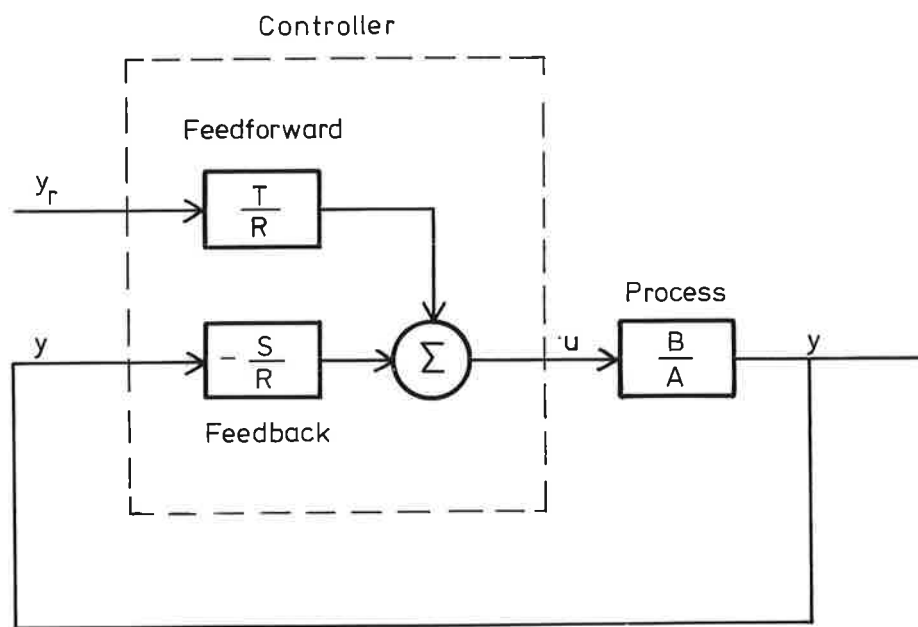 Controller
Feedforward
y_r
T
R
Process
y
- S
R
Σ
u
B
A
y
Feedback